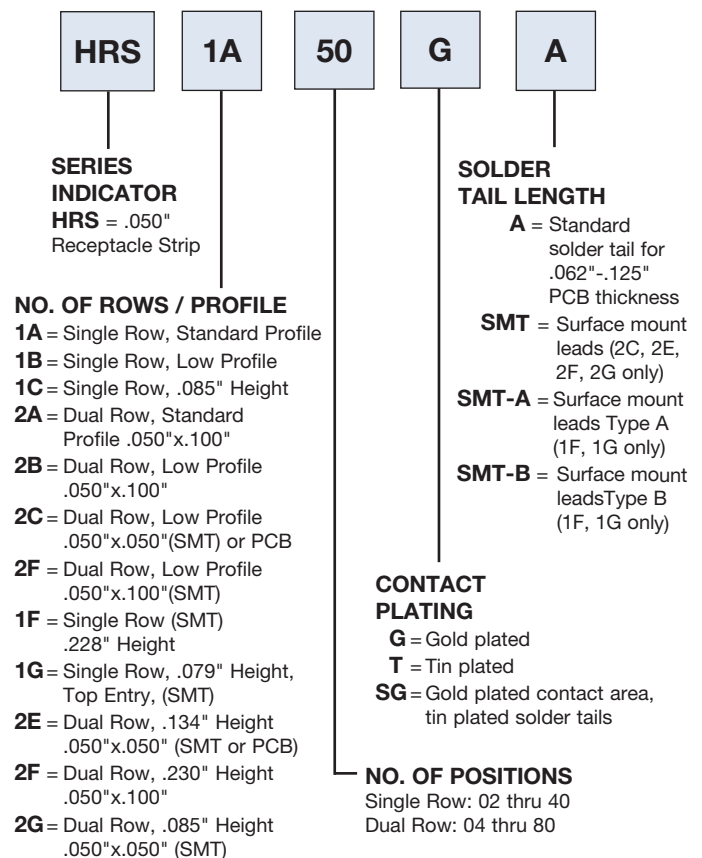 HRS 1A 50 G A
SERIES
INDICATOR
HRS = .050"
Receptacle Strip
NO. OF ROWS / PROFILE
1A = Single Row, Standard Profile
1B = Single Row, Low Profile
1C = Single Row, .085" Height
2A = Dual Row, Standard
Profile .050"x.100"
2B = Dual Row, Low Profile
.050"x.100"
2C = Dual Row, Low Profile
.050"x.050"(SMT) or PCB
2F = Dual Row, Low Profile
.050"x.100"(SMT)
1F = Single Row (SMT)
.228" Height
1G = Single Row, .079" Height,
Top Entry, (SMT)
2E = Dual Row, .134" Height
.050"x.050" (SMT or PCB)
2F = Dual Row, .230" Height
.050"x.100"
2G = Dual Row, .085" Height
.050"x.050" (SMT)
SOLDER
TAIL LENGTH
A = Standard
solder tail for
.062"-.125"
PCB thickness
SMT = Surface mount
leads (2C, 2E,
2F, 2G only)
SMT-A = Surface mount
leads Type A
(1F, 1G only)
SMT-B = Surface mount
leadsType B
(1F, 1G only)
CONTACT
PLATING
G = Gold plated
T = Tin plated
SG = Gold plated contact area,
tin plated solder tails
NO. OF POSITIONS
Single Row: 02 thru 40
Dual Row: 04 thru 80